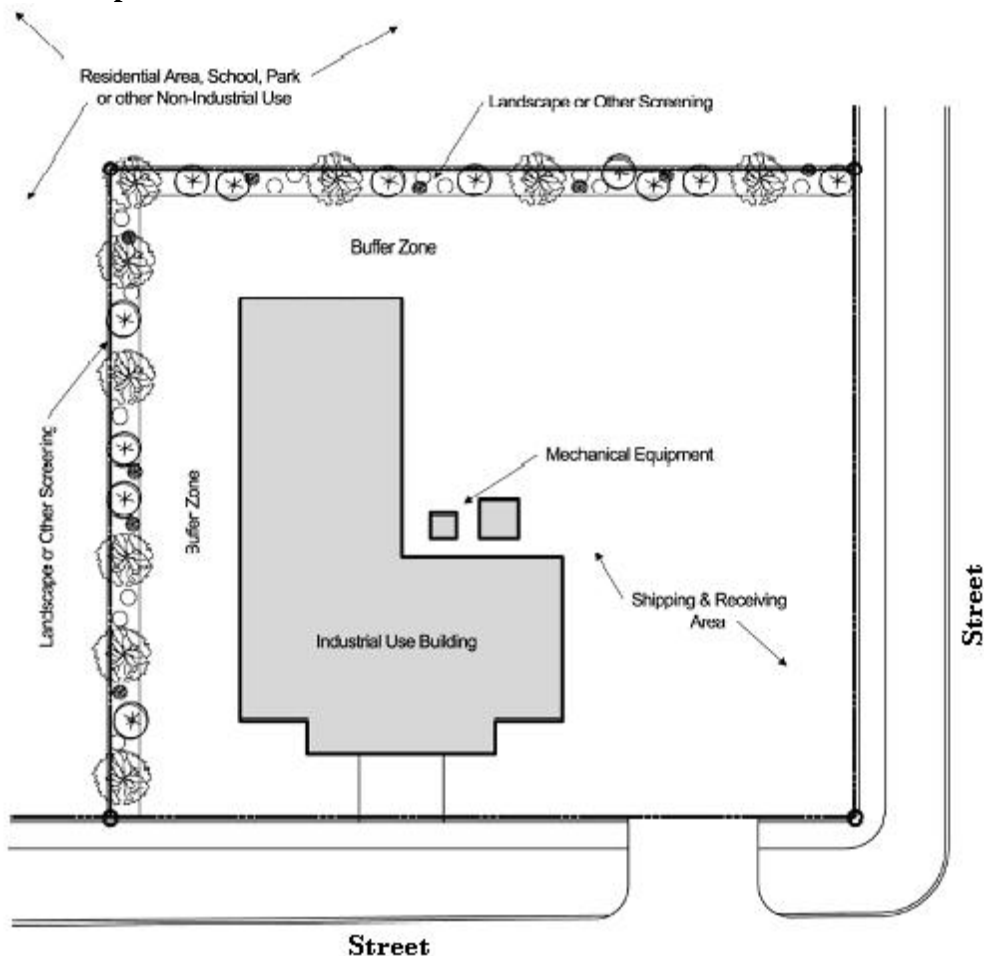 Residential Area, School, Park
or other Non-Industrial Use
Landscape or Other Screening
Buffer Zone
Landscape or Other Screening
Buffer Zone
Mechanical Equipment
Shipping & Receiving
Area
Industrial Use Building
Street
Street